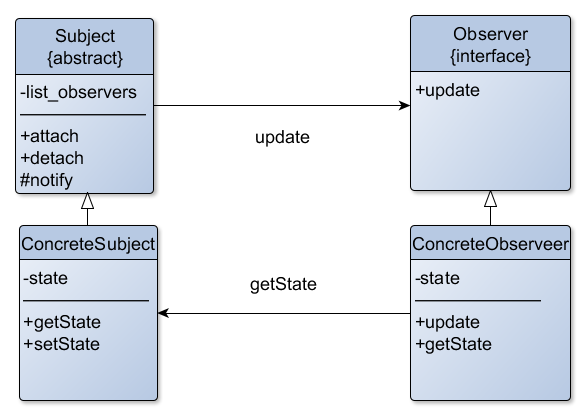 Subject
{abstract}
-list_observers
+attach
+detach
#notify
update
Observer
{interface}
+update
ConcreteSubject
-state
+getState
+setState
getState
ConcreteObserveer
-state
+update
+getState